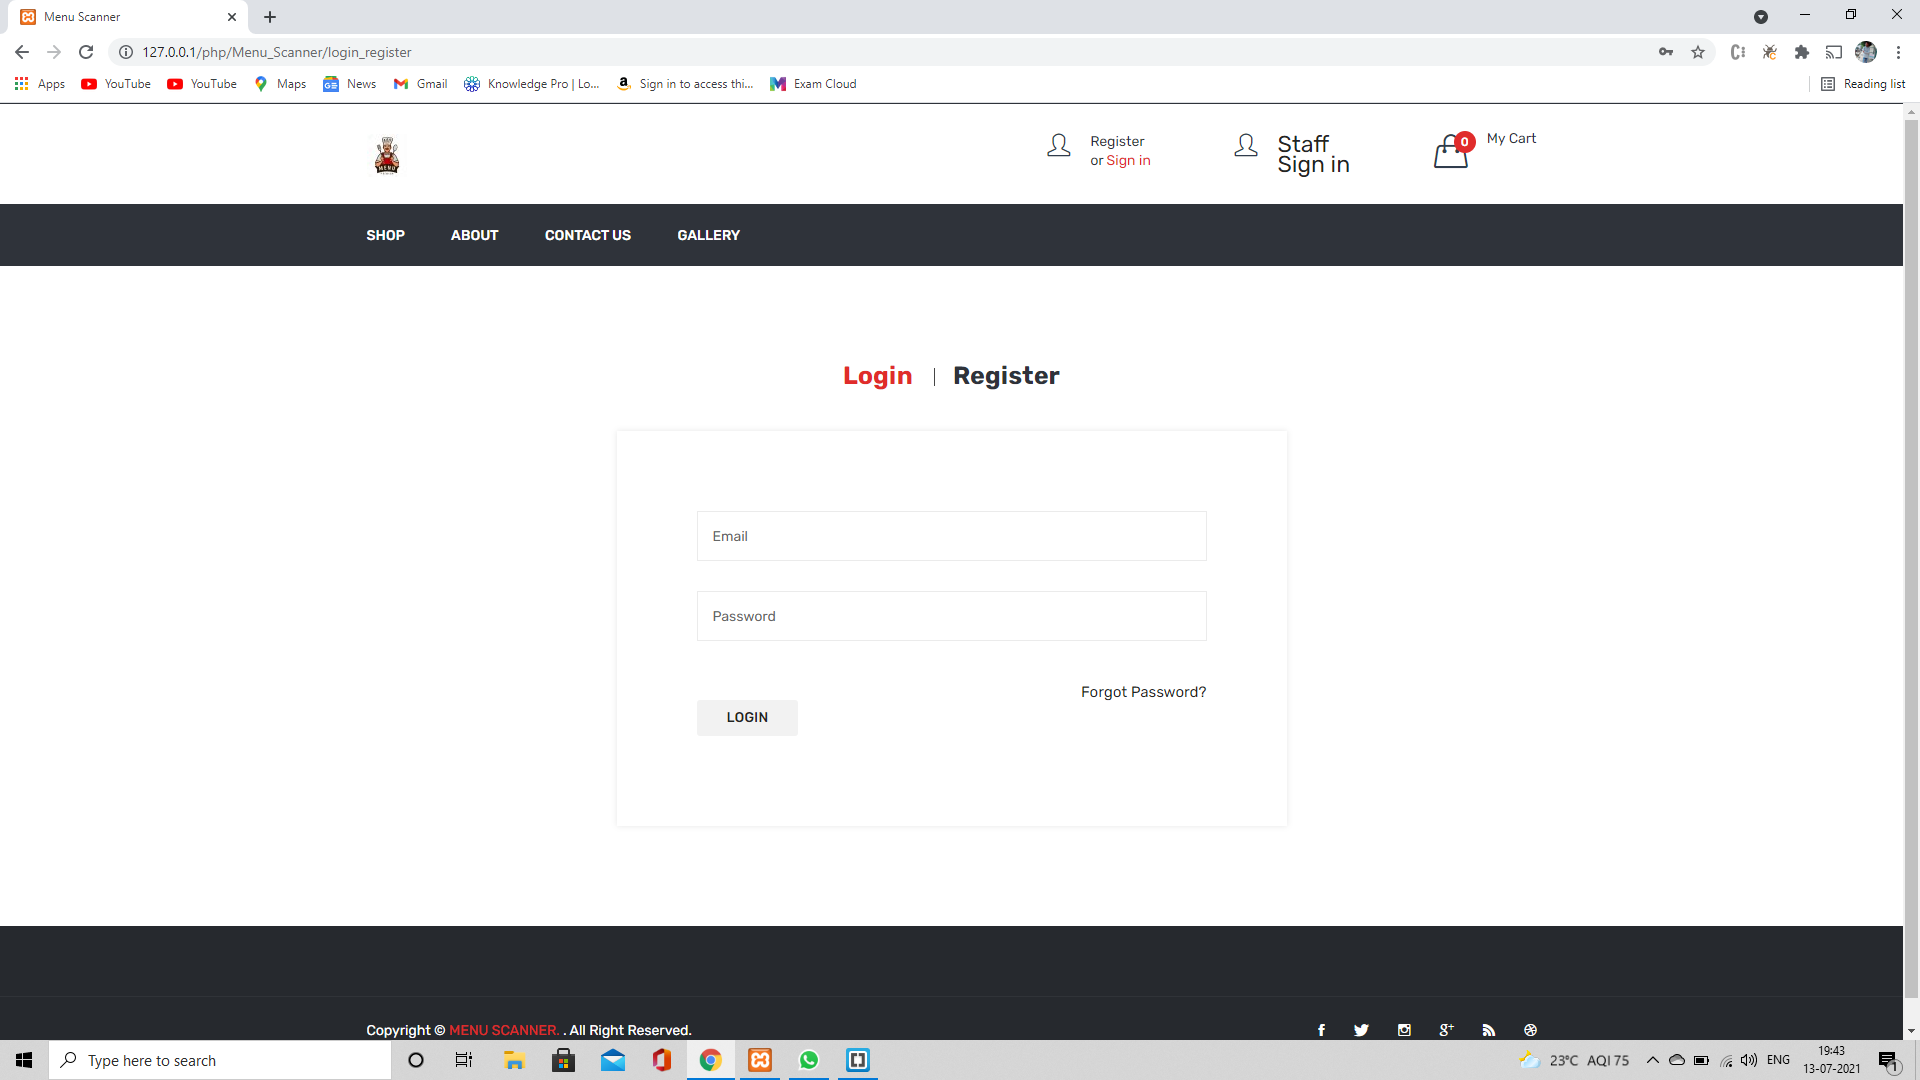 Menu Scanner
127.0.0.1/php/Menu_Scanner/login_register
Apps YouTube YouTube Maps News Gmail Knowledge Pro | Lo... Sign in to access thi... Exam Cloud Reading list
MENU
Register
or Sign in
Staff
Sign in
0
My Cart
SHOP ABOUT CONTACT US GALLERY
Login | Register
Email
Password
Forgot Password?
LOGIN
Copyright © MENU SCANNER. . All Right Reserved.
Type here to search
23°C AQI 75
ENG
19:43
13-07-2021
1